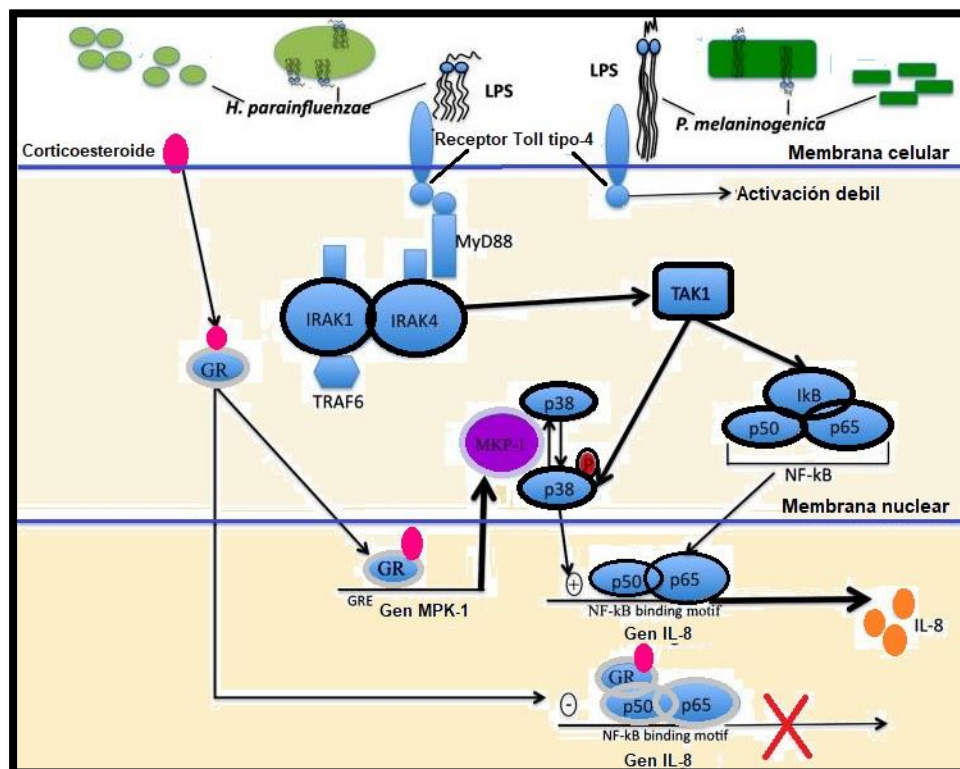 LPS
LPS
H. parainfluenzae
P. melaninogenica
Receptor Toll tipo-4
Corticoesteroide
Membrana celular
Activación debil
MyD88
TAK1
IRAK1
IRAK4
GR
TRAF6
IkB
p38
p50
p65
MKP-1
P
p38
NF-kB
Membrana nuclear
GR
p50
p65
+
GRE
Gen MPK-1
NF-kB binding motif
IL-8
Gen IL-8
GR
-
p50
p65
NF-kB binding motif
Gen IL-8